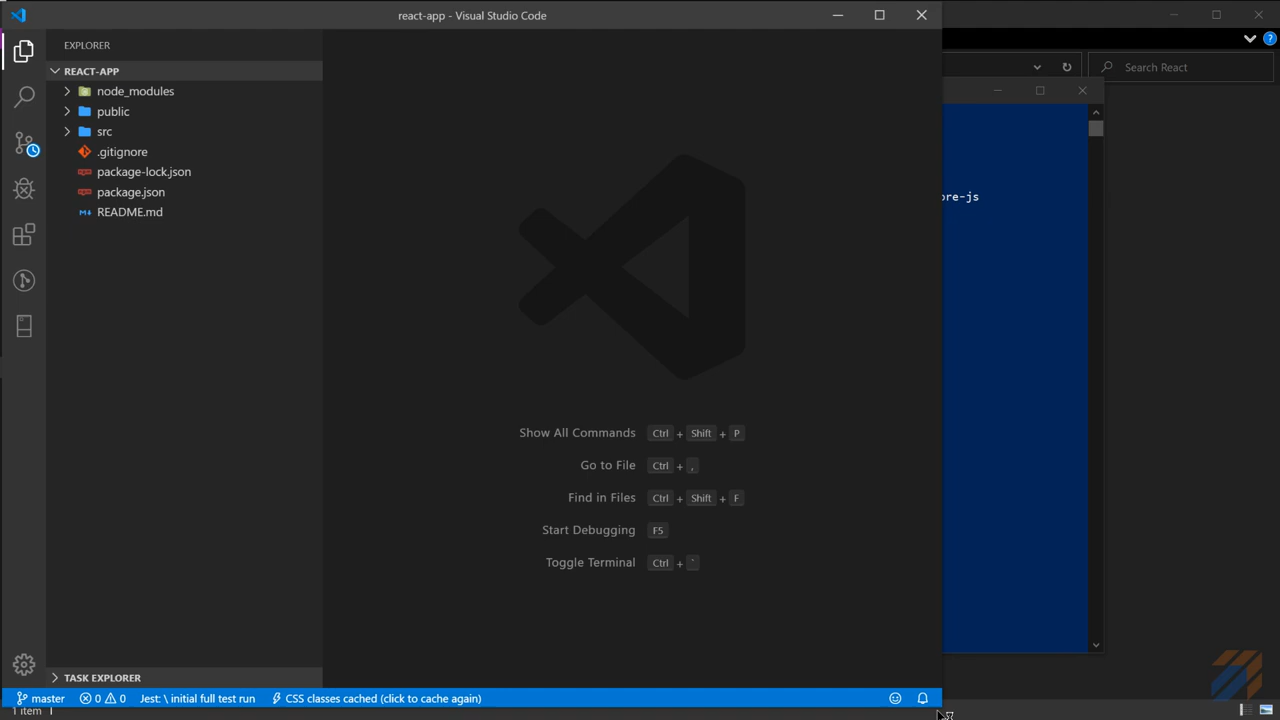 react-app - Visual Studio Code
EXPLORER
REACT-APP
node_modules
public
src
.gitignore
package-lock.json
package.json
README.md
Show All Commands Ctrl + Shift + P
Go to File Ctrl + ,
Find in Files Ctrl + Shift + F
Start Debugging F5
Toggle Terminal Ctrl + `
TASK EXPLORER
master 0 0 Jest: \ initial full test run CSS classes cached (click to cache again)
1 item
Search React
ore-js